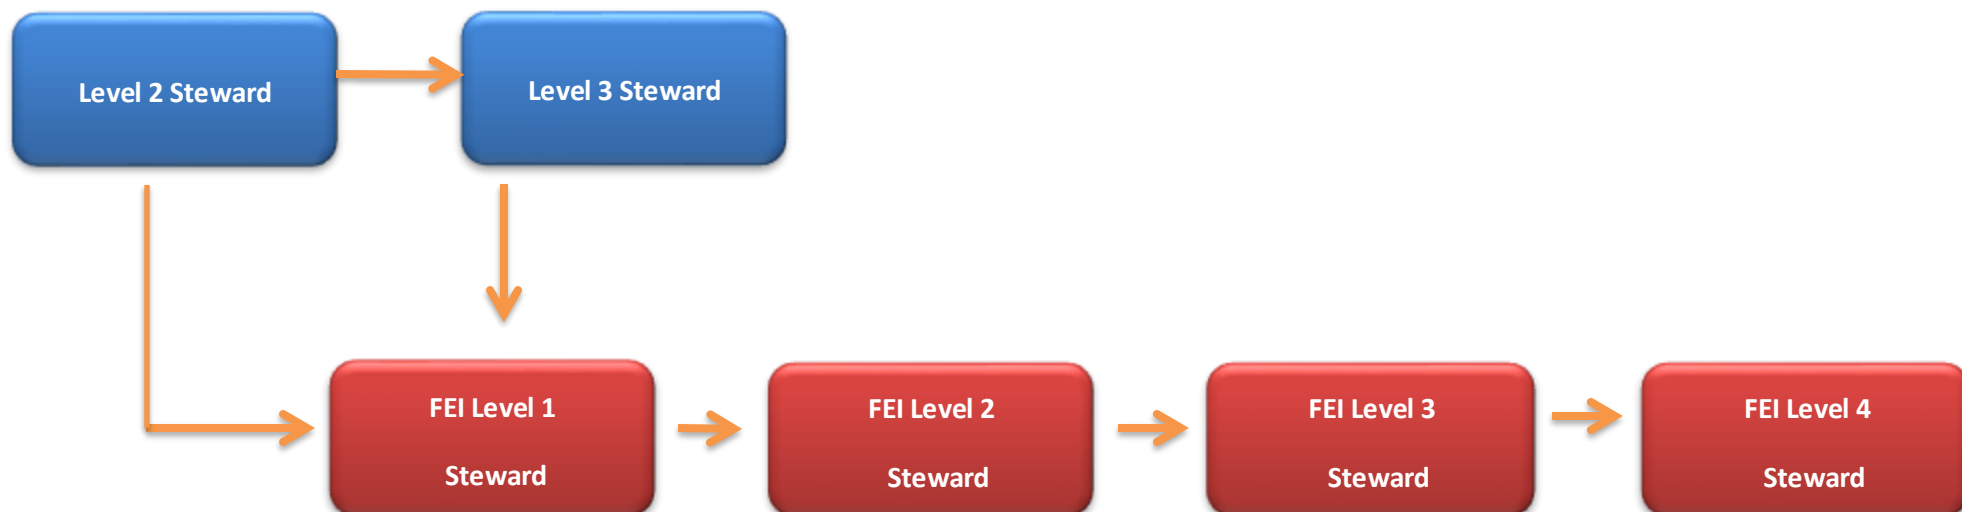 Level 2 Steward
Level 3 Steward
FEI Level 1
Steward
FEI Level 2
Steward
FEI Level 3
Steward
FEI Level 4
Steward